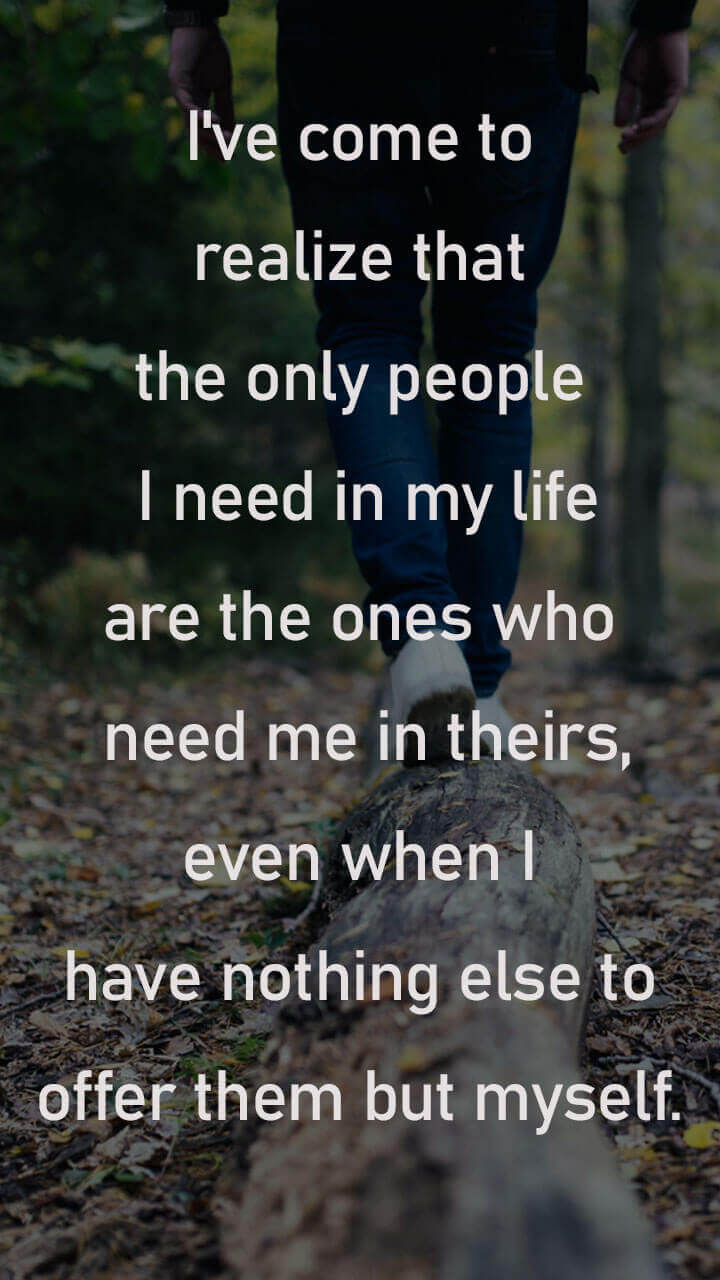 I've come to
realize that
the only people
I need in my life
are the ones who
need me in theirs,
even when I
have nothing else to
offer them but myself.